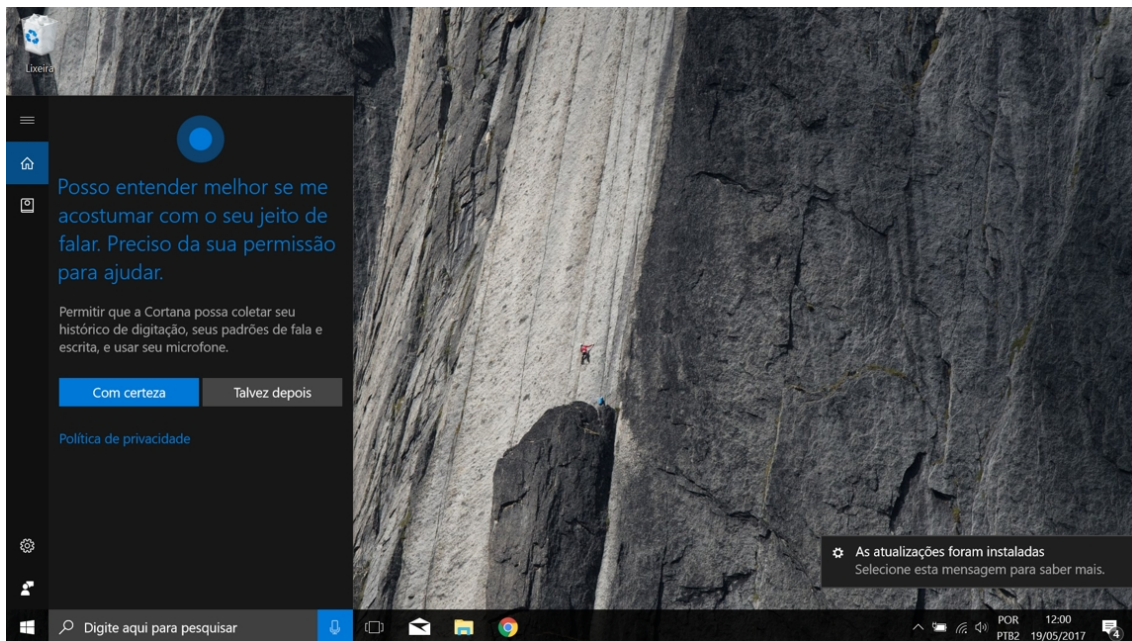 Lixeira
Posso entender melhor se me
acostumar com o seu jeito de
falar. Preciso da sua permissão
para ajudar.
Permitir que a Cortana possa coletar seu
histórico de digitação, seus padrões de fala e
escrita, e usar seu microfone.
Com certeza
Talvez depois
Política de privacidade
As atualizações foram instaladas
Selecione esta mensagem para saber mais.
Digite aqui para pesquisar
POR
PTB2
12:00
19/05/2017
4